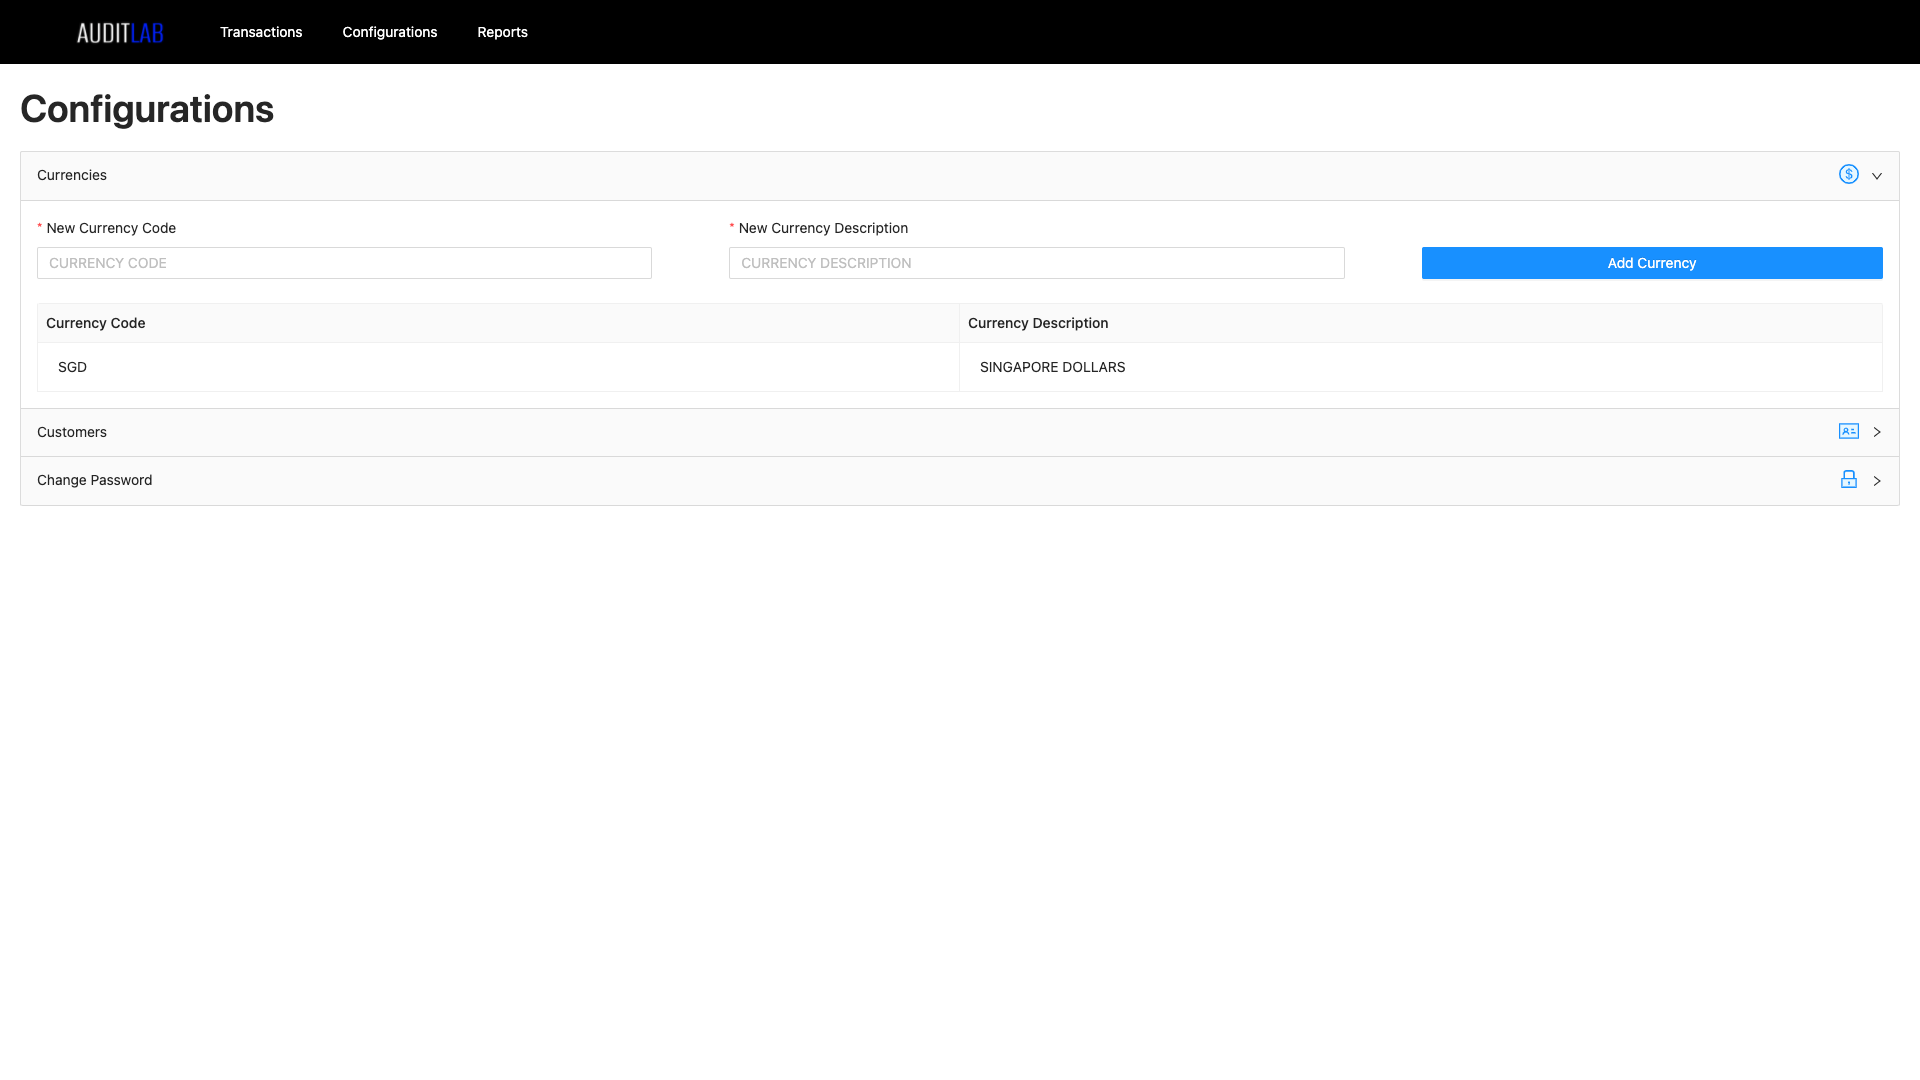 AUDITLAB Transactions Configurations Reports
Configurations
Currencies
* New Currency Code * New Currency Description
CURRENCY CODE CURRENCY DESCRIPTION Add Currency
Currency Code Currency Description
SGD SINGAPORE DOLLARS
Customers
Change Password